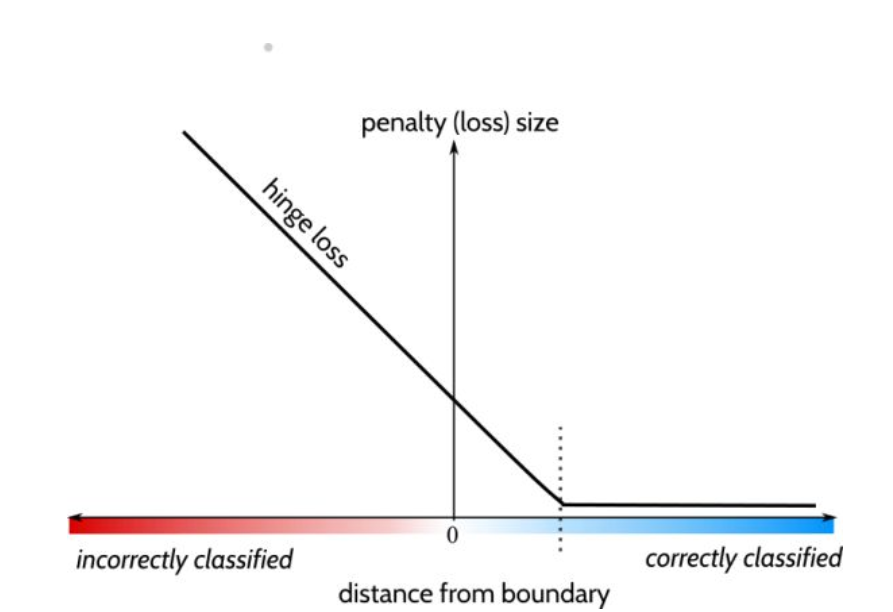 penalty (loss) size
hinge loss
0
incorrectly classified
correctly classified
distance from boundary